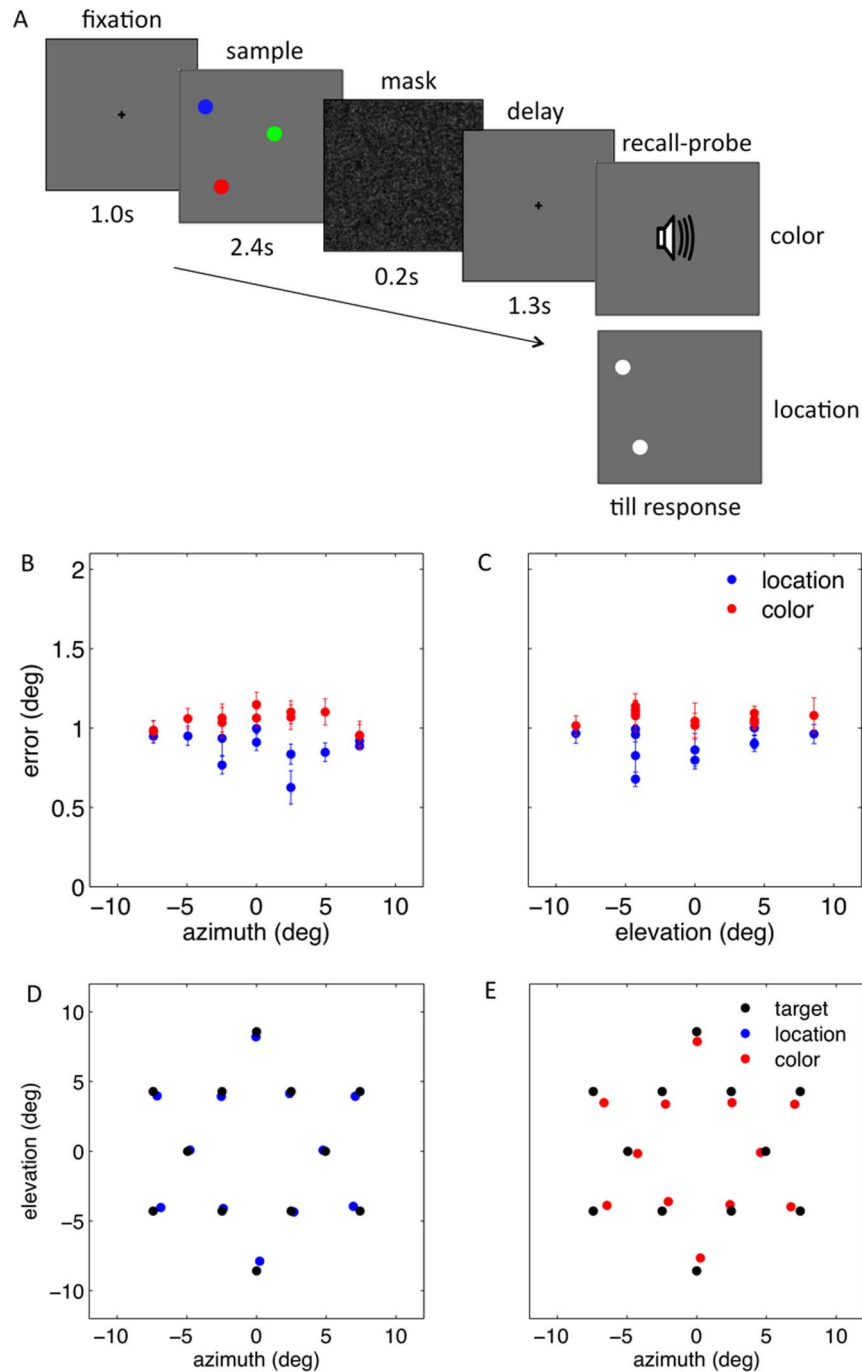 A
fixation
sample
mask
delay
recall-probe
color
1.0s
2.4s
0.2s
1.3s
location
till response
B
2
1.5
1
0.5
0
error (deg)
−10 −5 0 5 10
azimuth (deg)
C
location
color
−10 −5 0 5 10
elevation (deg)
D
10
5
0
−5
−10
elevation (deg)
−10 −5 0 5 10
azimuth (deg)
E
target
location
color
−10 −5 0 5 10
azimuth (deg)